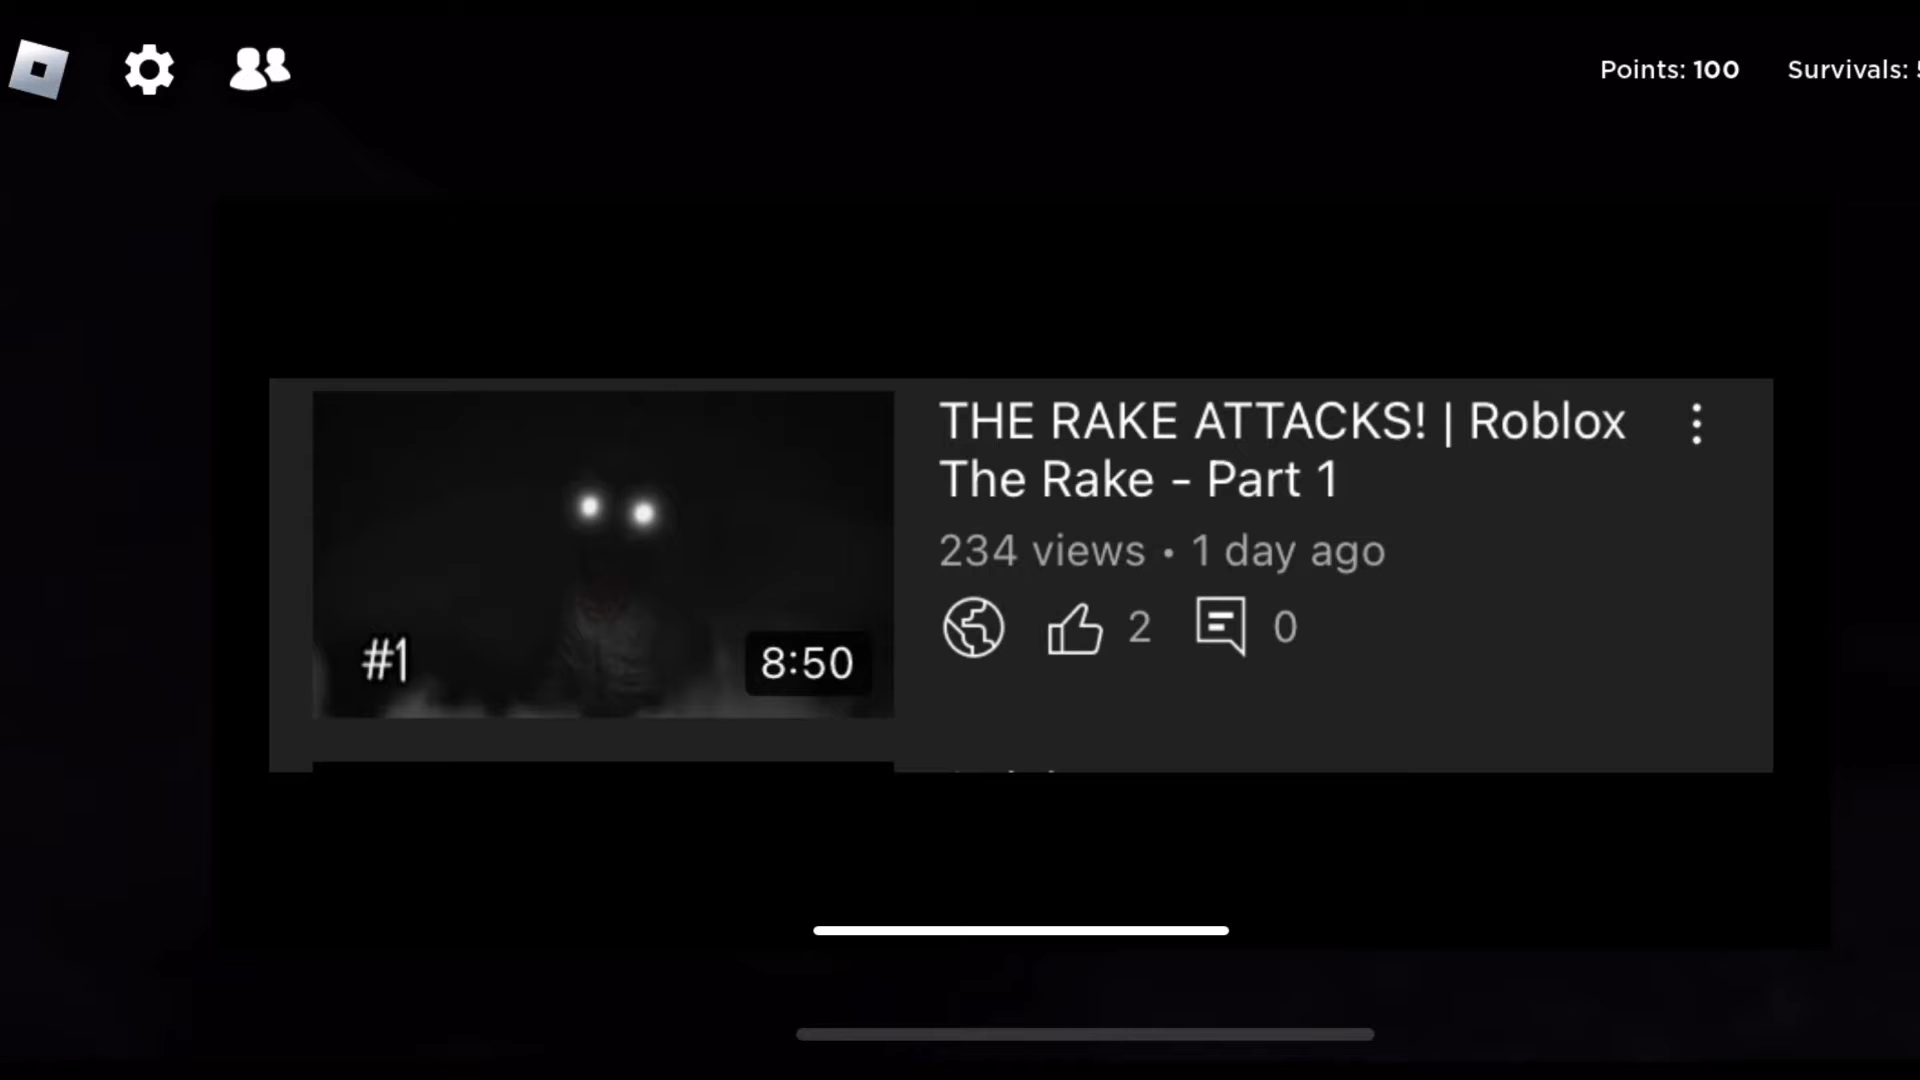 Points: 100 Survivals: 5
THE RAKE ATTACKS! | Roblox
The Rake - Part 1
234 views • 1 day ago
2 0
#1
8:50